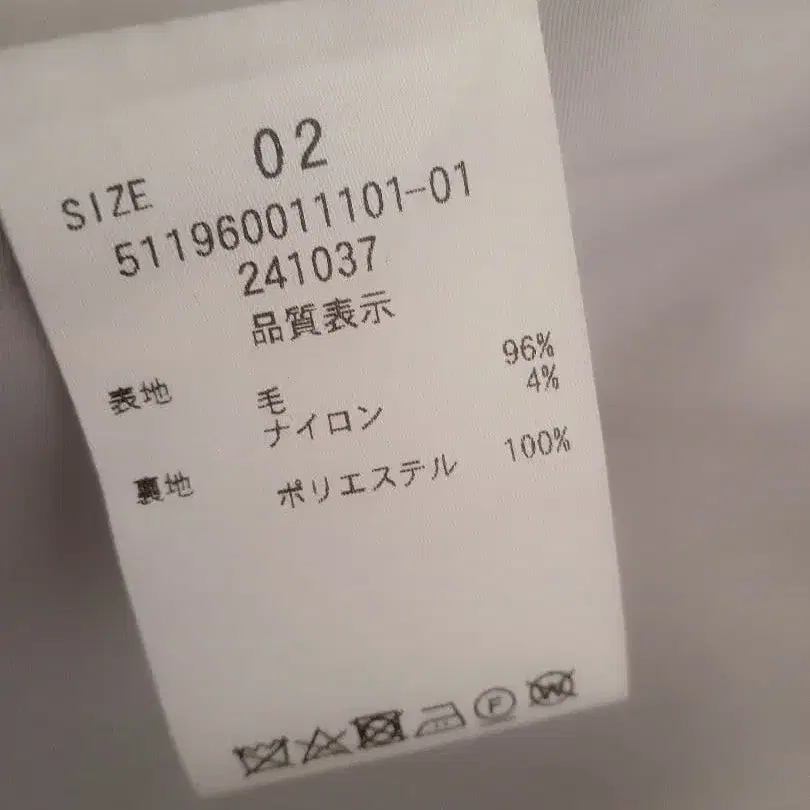 SIZE 02
511960011101-01
241037
品質表示
表地 毛 96%
ナイロン 4%
裏地 ポリエステル 100%
F W